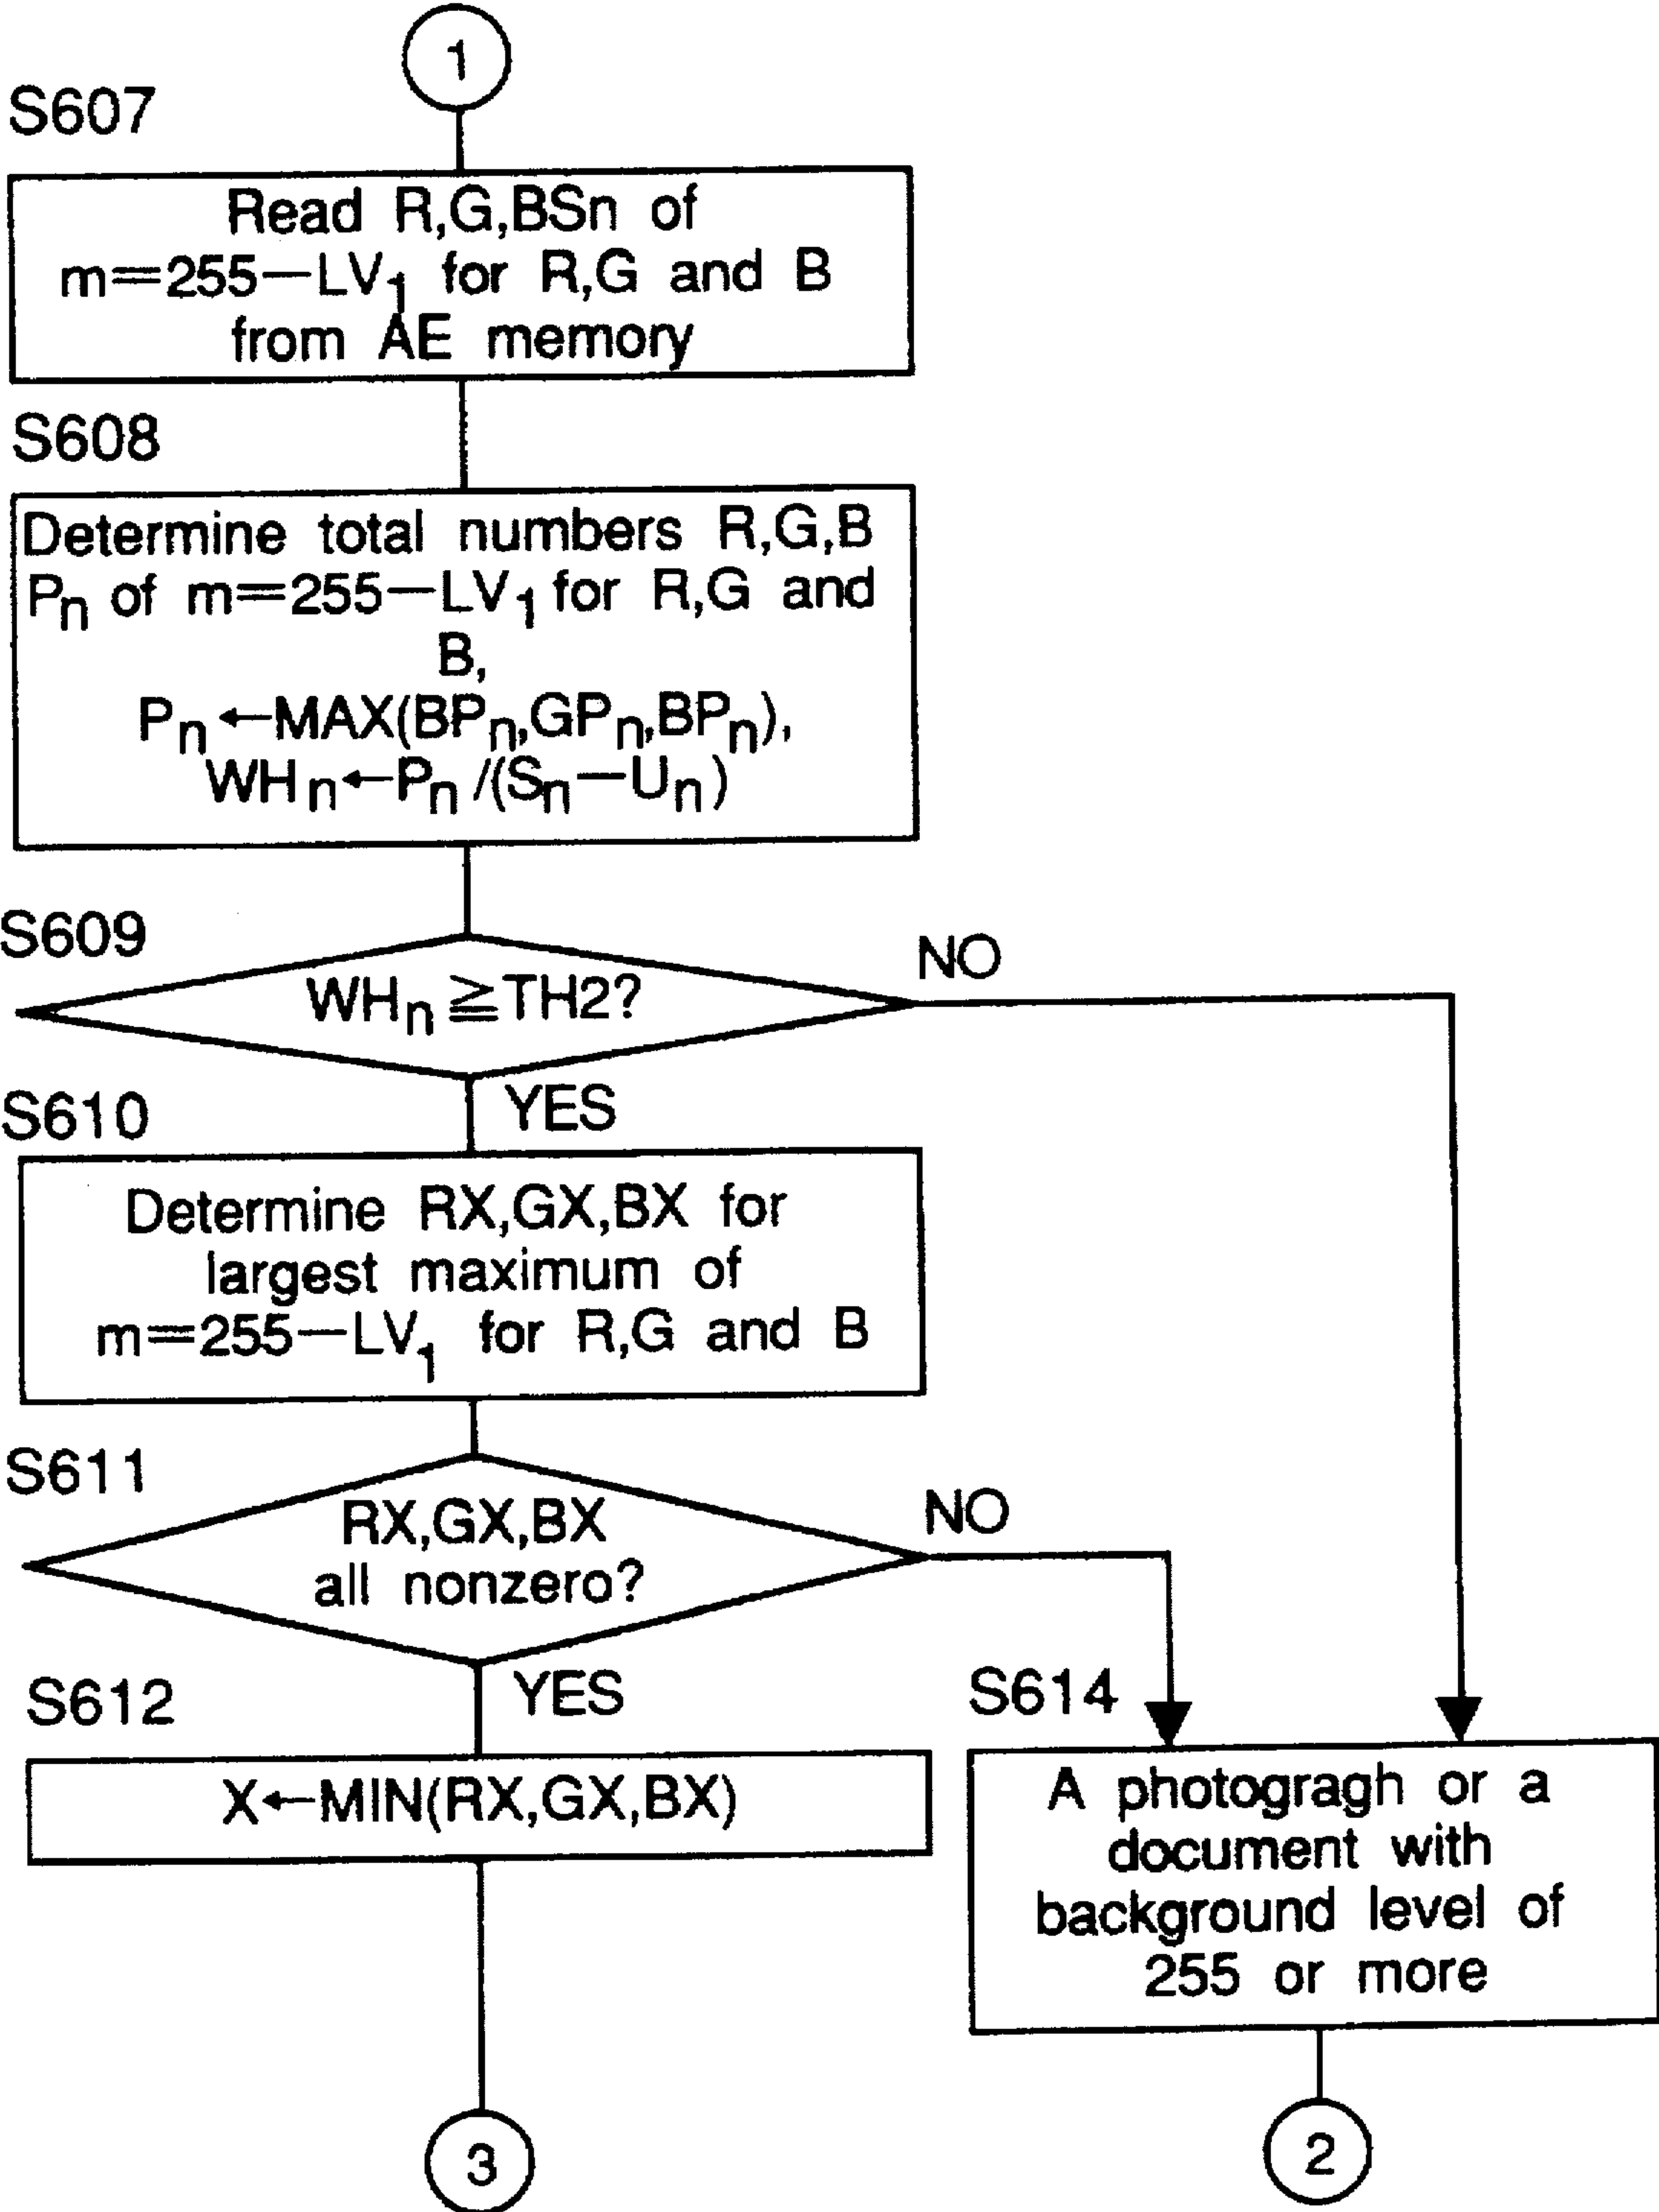 1
S607
Read R,G,BSn of
m=255—LV1 for R,G and B
from AE memory
S608
Determine total numbers R,G,B
Pn of m=255—LV1 for R,G and
B,
Pn←MAX(BPn,GPn,BPn),
WHn←Pn/(Sn—Un)
S609
WHn≧TH2?
NO
YES
S610
Determine RX,GX,BX for
largest maximum of
m=255—LV1 for R,G and B
S611
RX,GX,BX
all nonzero?
NO
YES
S612
X←MIN(RX,GX,BX)
S614
A photogragh or a
document with
background level of
255 or more
3
2